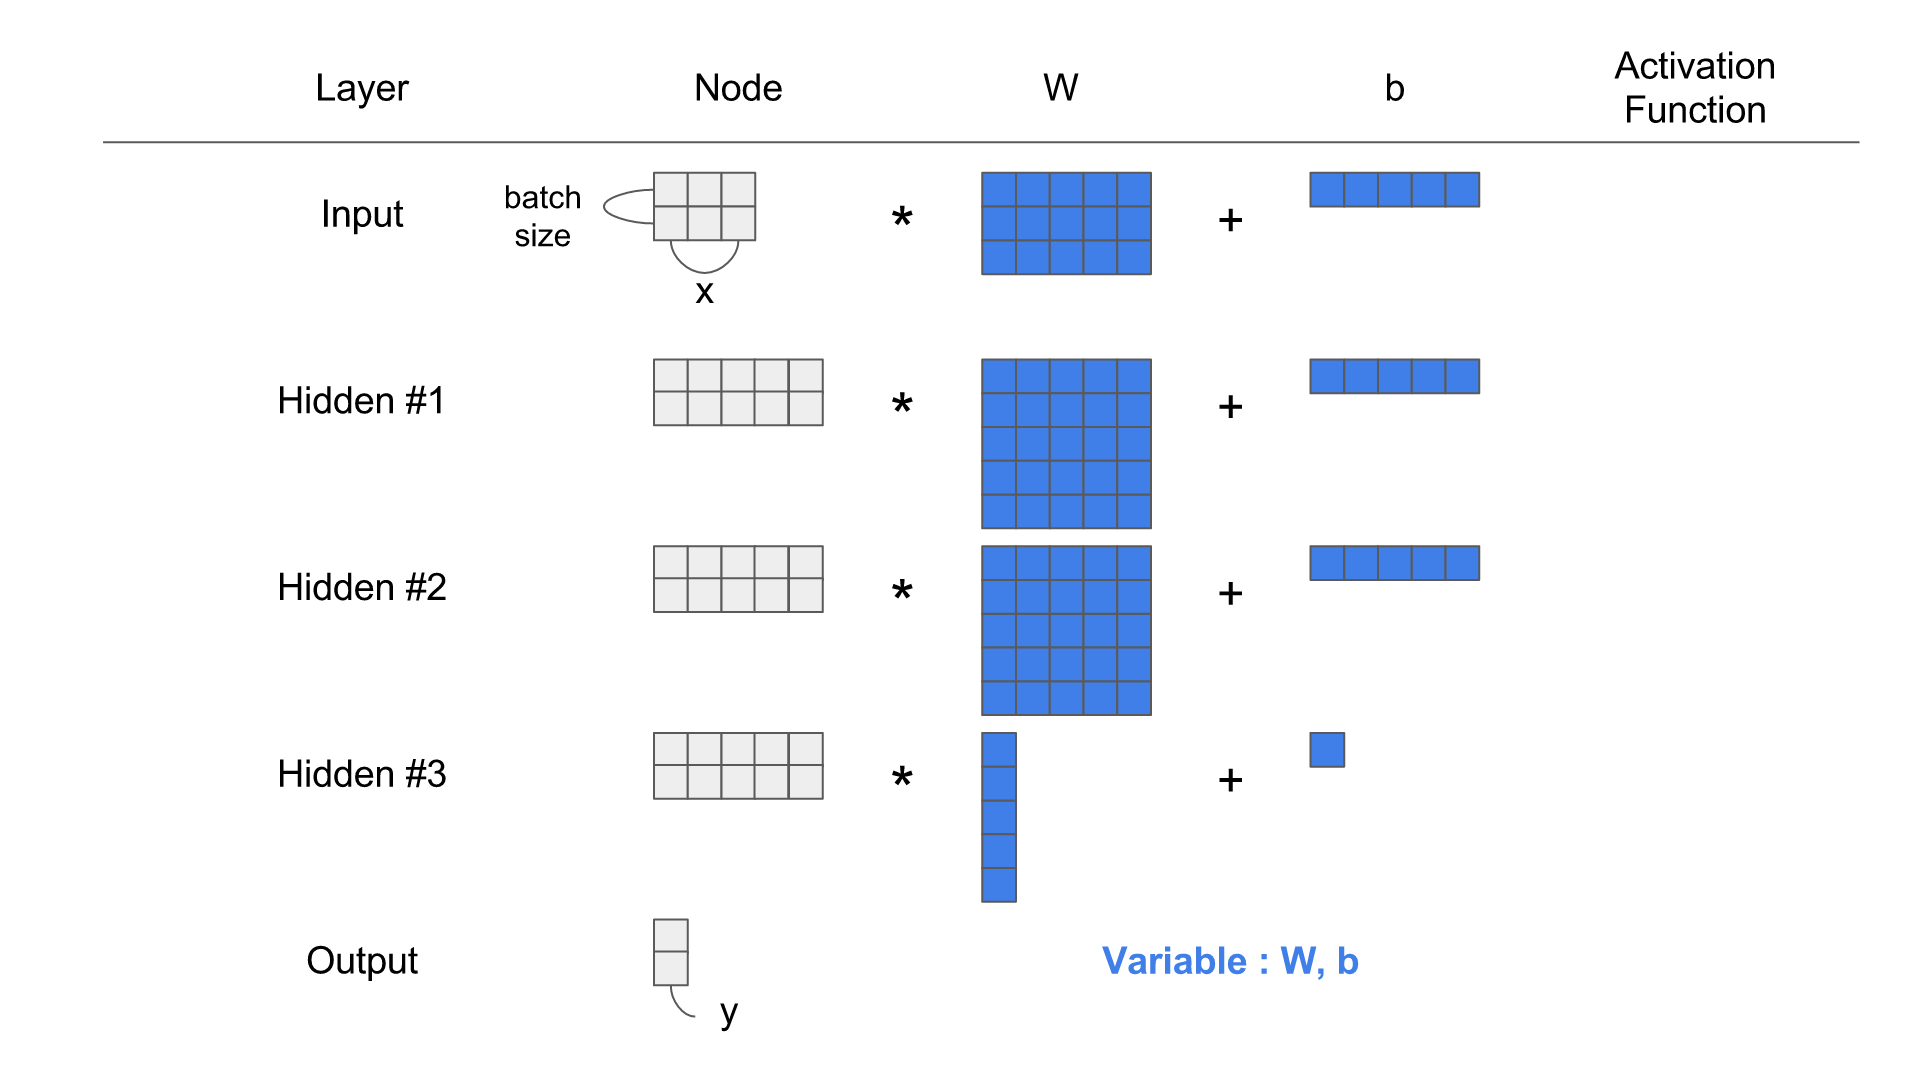 Layer
Node
W
b
Activation
Function
Input
batch
size
x
*
+
Hidden #1
*
+
Hidden #2
*
+
Hidden #3
*
+
Output
y
Variable : W, b